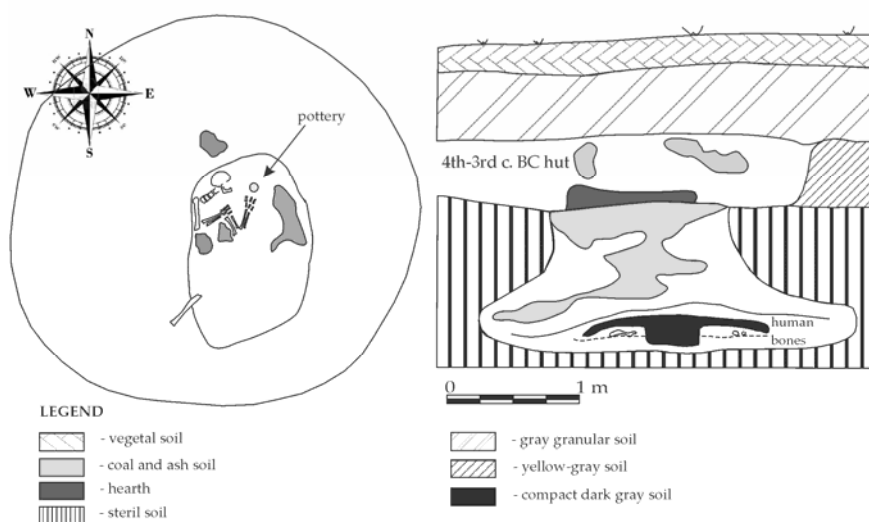 N
W
E
S
pottery
4th-3rd c. BC hut
human
bones
0 1 m
LEGEND
- vegetal soil
- coal and ash soil
- hearth
- steril soil
- gray granular soil
- yellow-gray soil
- compact dark gray soil